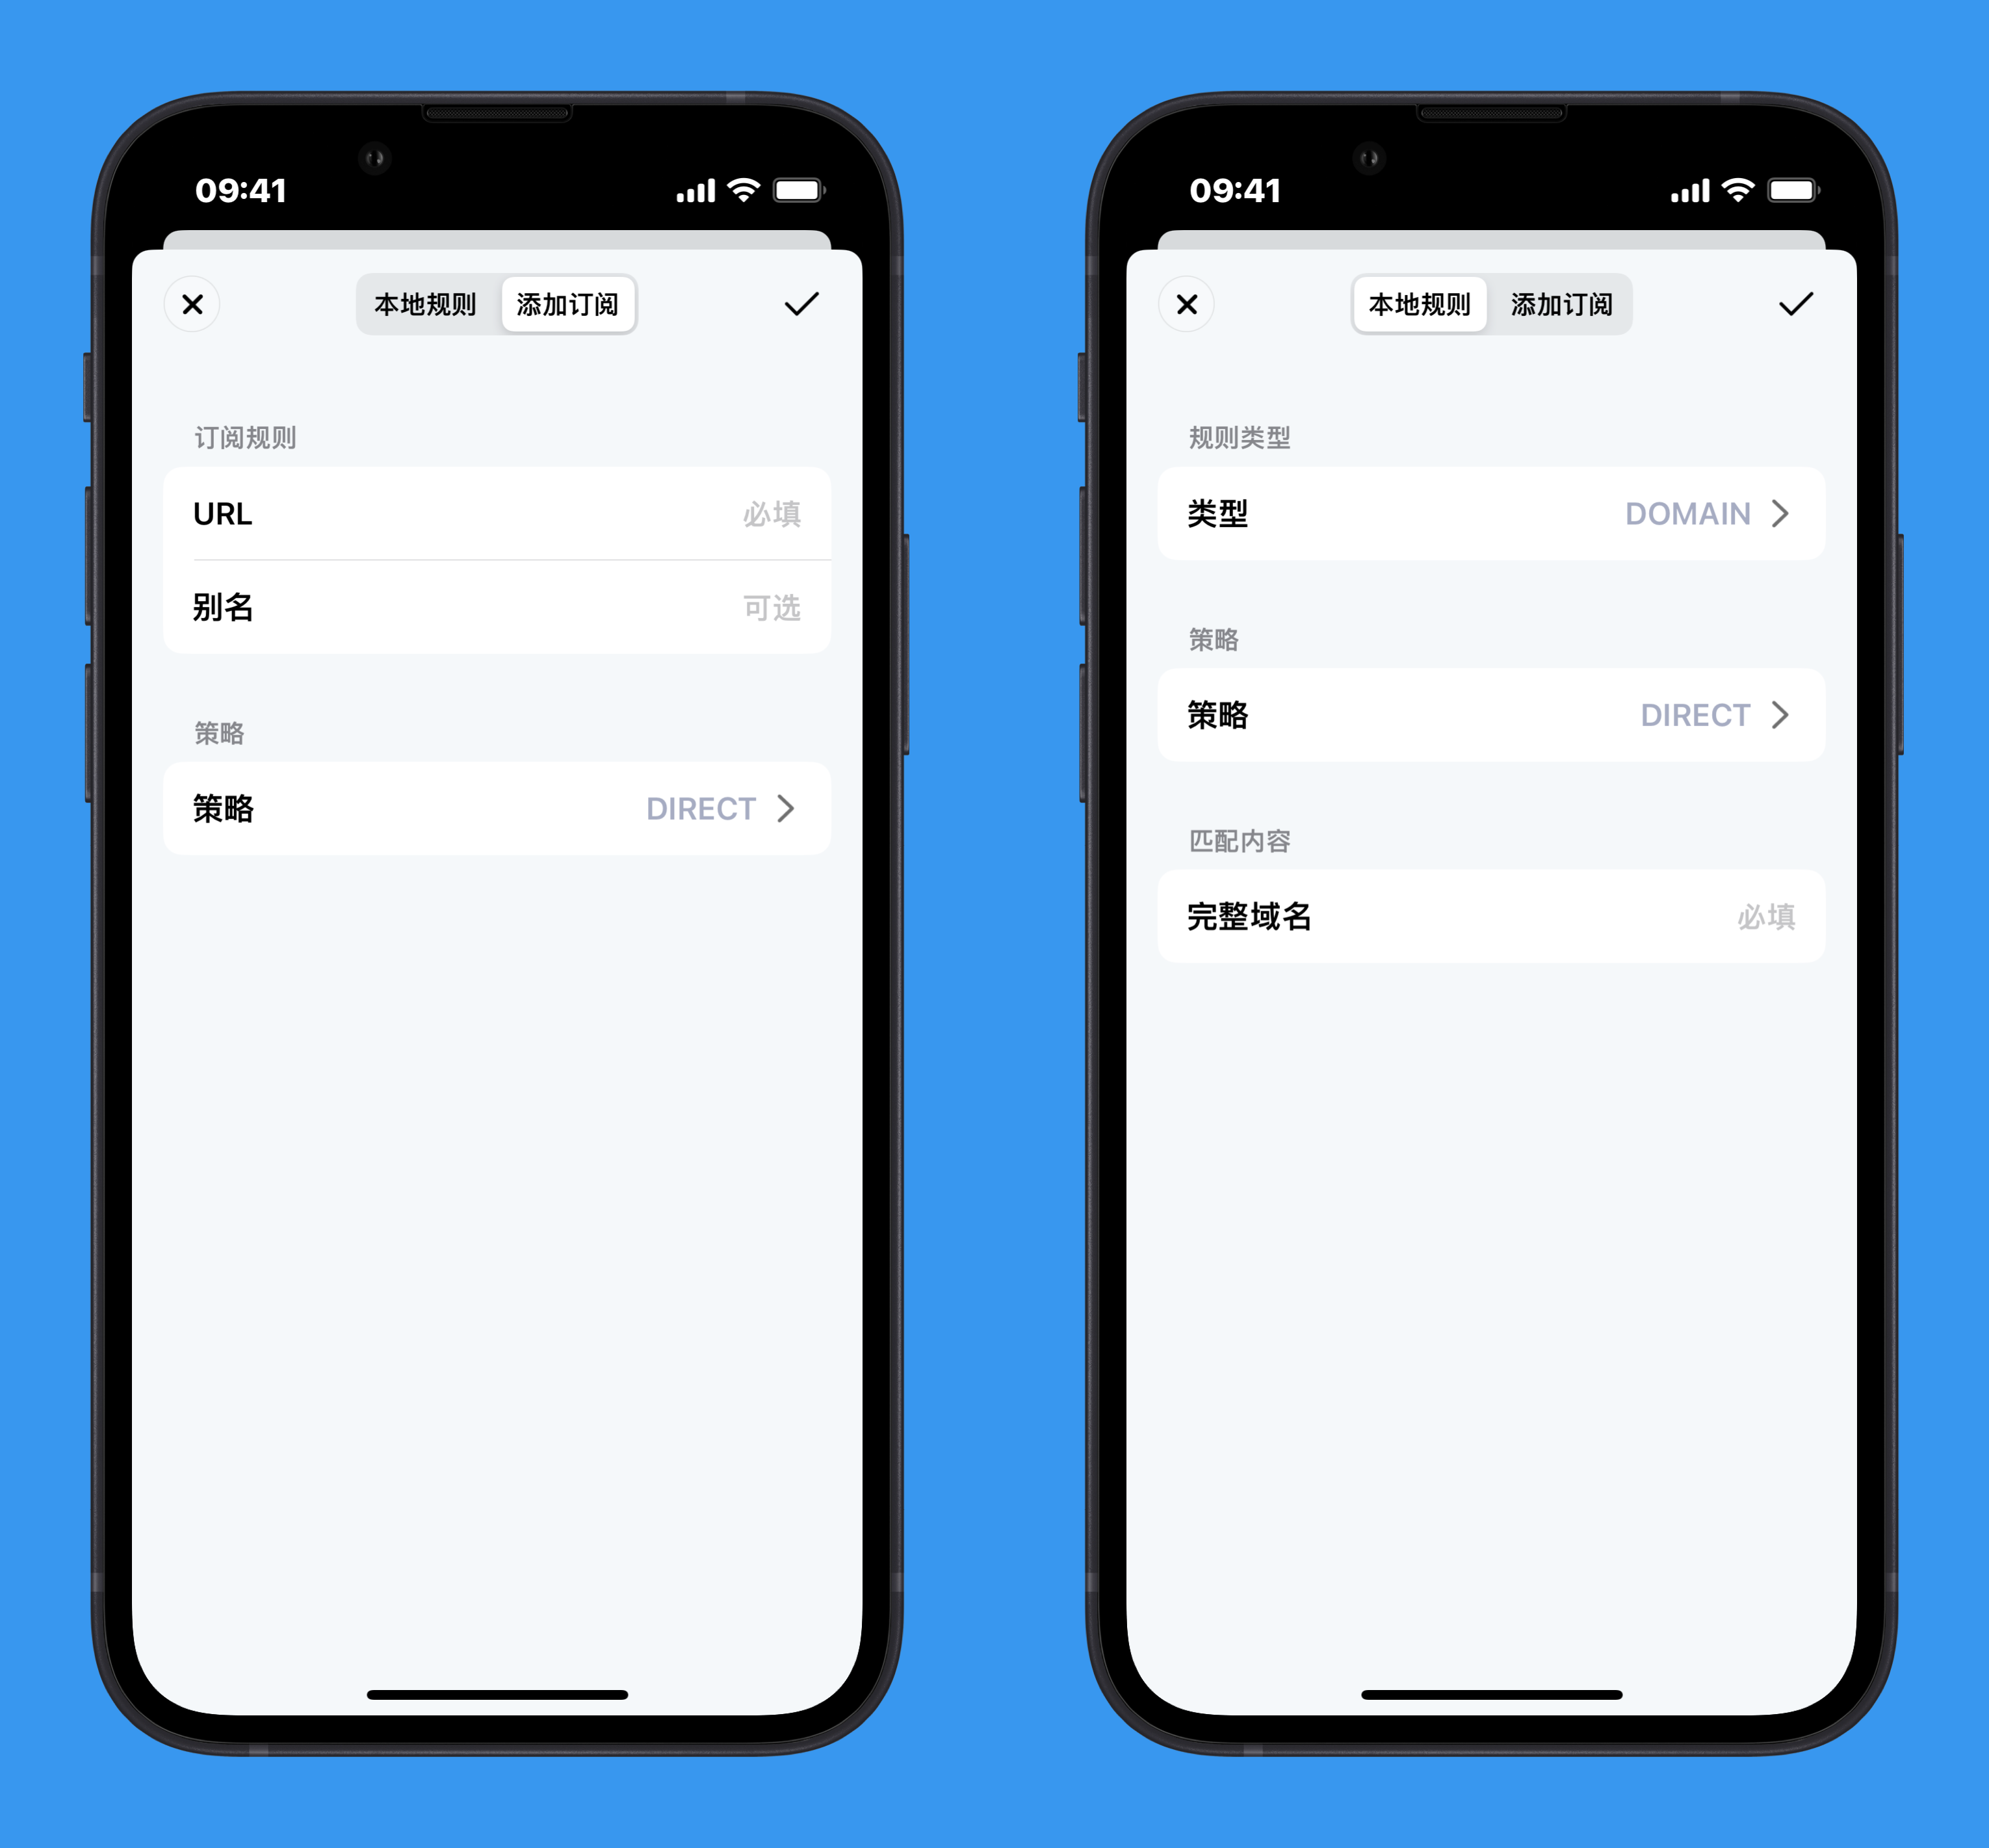 09:41
本地规则 添加订阅
订阅规则
URL 必填
别名 可选
策略
策略 DIRECT
09:41
本地规则 添加订阅
规则类型
类型 DOMAIN
策略
策略 DIRECT
匹配内容
完整域名 必填